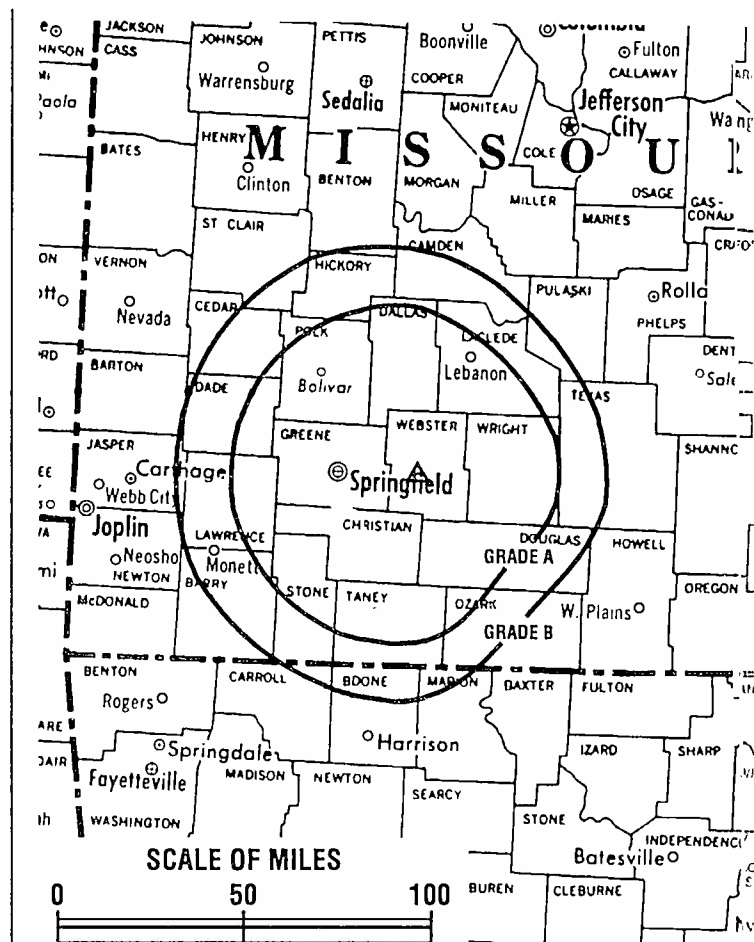 JACKSON
CASS
JOHNSON
PETTIS
Boonville
Columbia
Fulton
CALLAWAY
HNSON
Warrensburg
Sedalia
COOPER
MONITEAU
Jefferson
City
Paola
BATES
HENRY
M I S S O U
Clinton
BENTON
MORGAN
COLE
MILLER
OSAGE
MARIES
GAS-
CONAD
ST CLAIR
CAMDEN
VERNON
HICKORY
CEDAR
Nevada
PULASKI
Rolla
PHELPS
POLK
DALLAS
LACLEDE
Lebanon
DENT
BARTON
Bolivar
DADE
TEXAS
JASPER
GREENE
WEBSTER
WRIGHT
SHANNC
Carthage
Webb City
Springfield
Joplin
LAWRENCE
CHRISTIAN
DOUGLAS
HOWELL
Neosho
NEWTON
Monett
BARRY
GRADE A
OREGON
McDONALD
STONE
TANEY
OZARK
W. Plains
GRADE B
BENTON
CARROLL
BOONE
MARION
BAXTER
FULTON
Rogers
Harrison
IZARD
SHARP
Springdale
Fayetteville
MADISON
NEWTON
SEARCY
WASHINGTON
STONE
INDEPENDENC
Batesville
BUREN
CLEBURNE
SCALE OF MILES
0 50 100